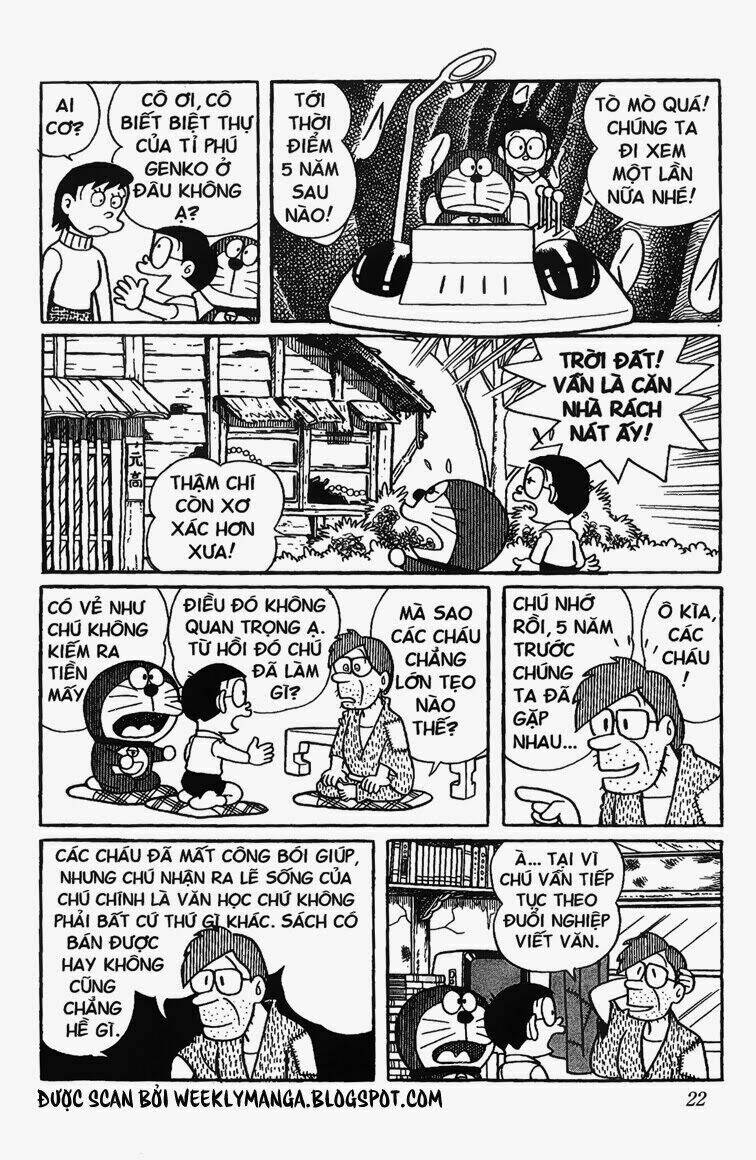 TÒ MÒ QUÁ!
CHÚNG TA
ĐI XEM
MỘT LẦN
NỮA NHÉ!
TỚI
THỜI
ĐIỂM
5 NĂM
SAU
NÀO!
CÔ ƠI, CÔ
BIẾT BIỆT THỰ
CỦA TỈ PHÚ
GENKO Ở
ĐÂU KHÔNG
Ạ?
AI
CƠ?
TRỜI ĐẤT!
VẪN LÀ CĂN
NHÀ RÁCH
NÁT ẤY!
THẬM CHÍ
CÒN XƠ
XÁC HƠN
XƯA!
元高
Ô KÌA,
CÁC
CHÁU
!
CHÚ NHỚ
RỒI, 5 NĂM
TRƯỚC
CHÚNG
TA ĐÃ
GẶP
NHAU...
MÀ SAO
CÁC CHÁU
CHẲNG
LỚN TẸO
NÀO
THẾ?
ĐIỀU ĐÓ KHÔNG
QUAN TRỌNG Ạ.
TỪ HỒI ĐÓ CHÚ
ĐÃ LÀM
GÌ?
CÓ VẺ NHƯ
CHÚ KHÔNG
KIẾM RA
TIỀN
MẤY
À... TẠI VÌ
CHÚ VẪN TIẾP
TỤC THEO
ĐUỔI NGHIỆP
VIẾT VĂN.
CÁC CHÁU ĐÃ MẤT CÔNG BÓI GIÚP,
NHƯNG CHÚ NHẬN RA LẼ SỐNG CỦA
CHÚ CHÍNH LÀ VĂN HỌC CHỨ KHÔNG
PHẢI BẤT CỨ THỨ GÌ KHÁC. SÁCH CÓ
BÁN ĐƯỢC
HAY KHÔNG
CŨNG
CHẲNG
HỀ GÌ.
ĐƯỢC SCAN BỞI WEEKLYMANGA.BLOGSPOT.COM
22